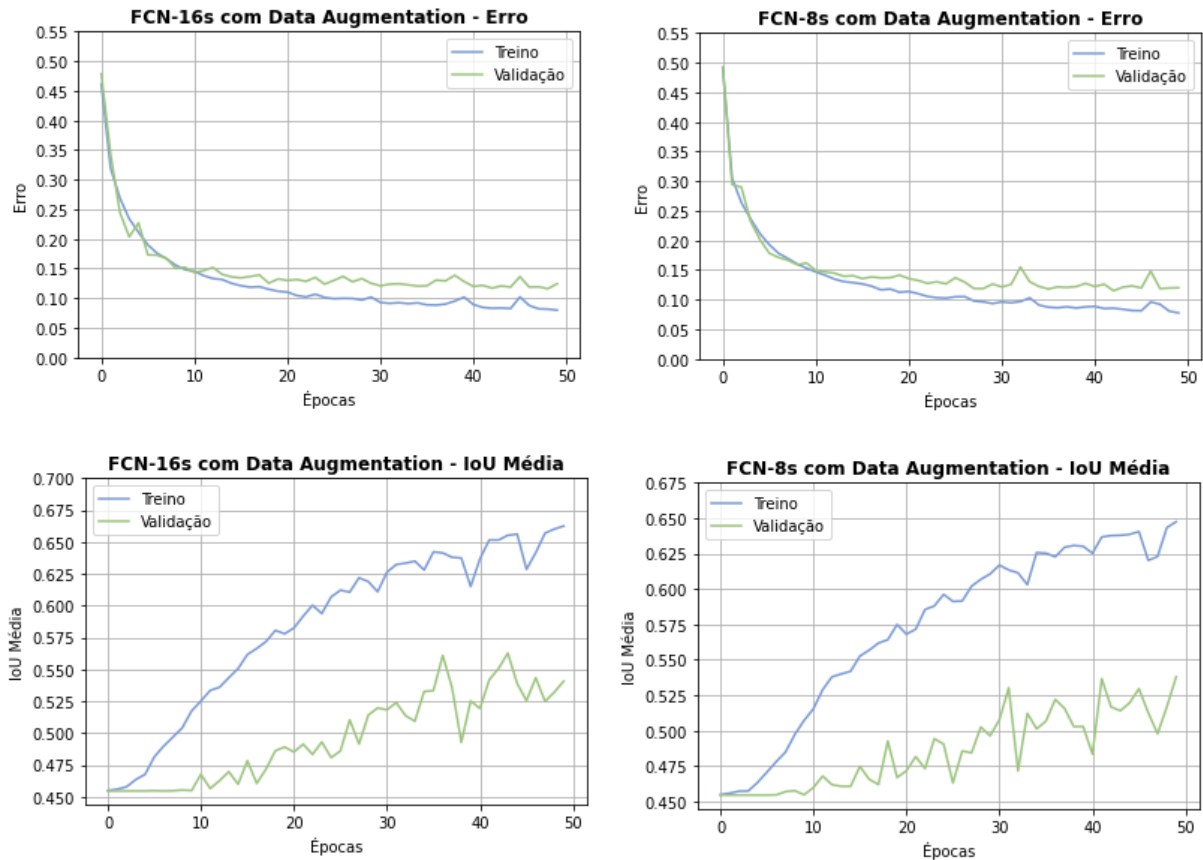 FCN-16s com Data Augmentation - Erro
0.55
0.50
0.45
0.40
0.35
0.30
0.25
0.20
0.15
0.10
0.05
0.00
Erro
Treino
Validação
0 10 20 30 40 50
Épocas
FCN-8s com Data Augmentation - Erro
0.55
0.50
0.45
0.40
0.35
0.30
0.25
0.20
0.15
0.10
0.05
0.00
Erro
Treino
Validação
0 10 20 30 40 50
Épocas
FCN-16s com Data Augmentation - IoU Média
0.700
0.675
0.650
0.625
0.600
0.575
0.550
0.525
0.500
0.475
0.450
IoU Média
Treino
Validação
0 10 20 30 40 50
Épocas
FCN-8s com Data Augmentation - IoU Média
0.675
0.650
0.625
0.600
0.575
0.550
0.525
0.500
0.475
0.450
IoU Média
Treino
Validação
0 10 20 30 40 50
Épocas